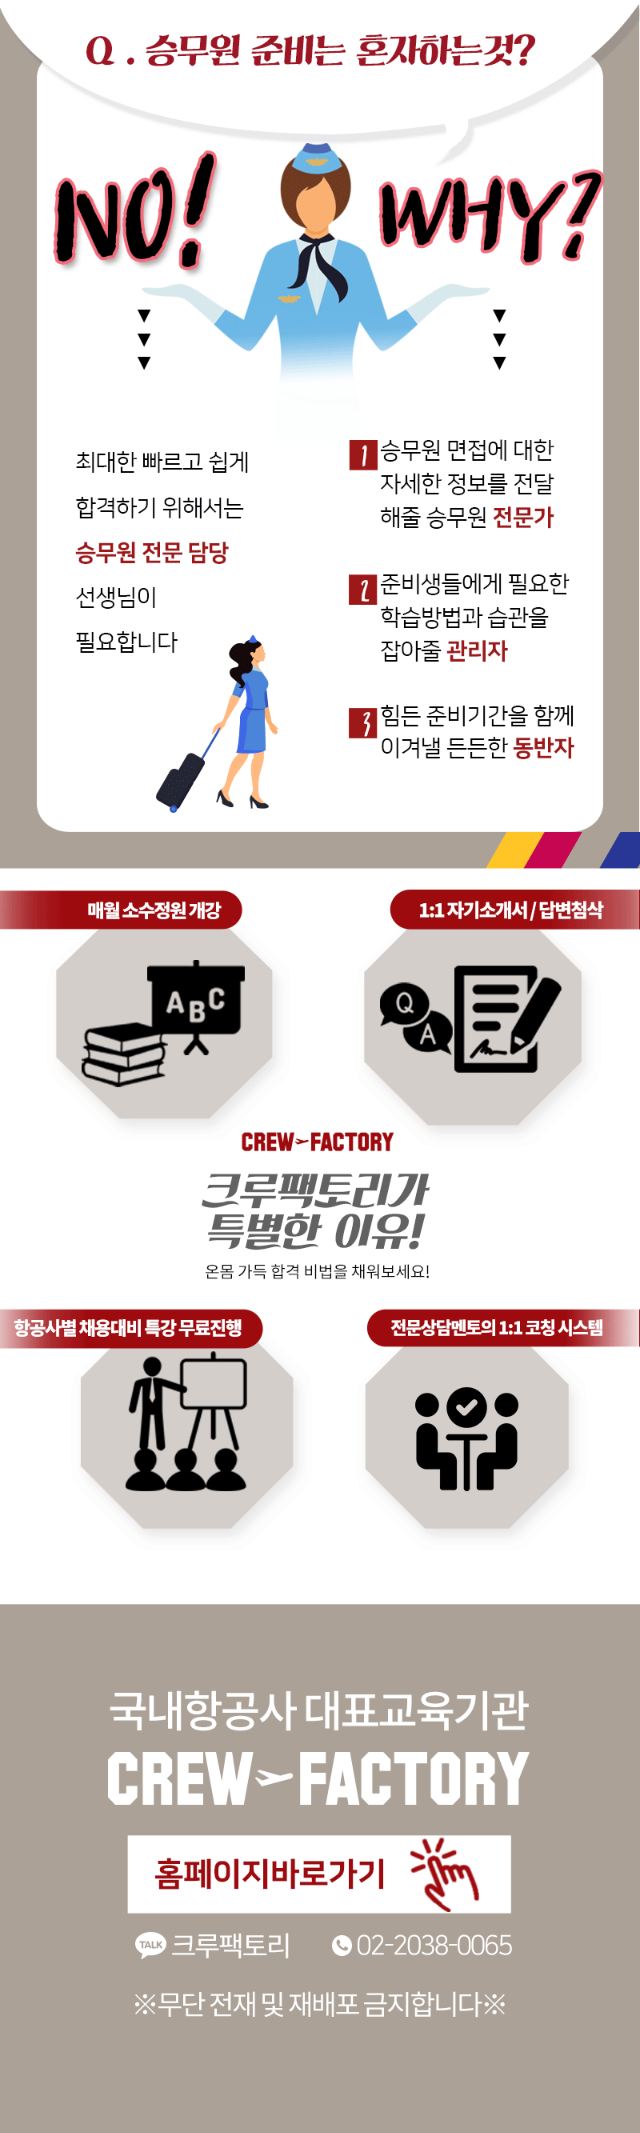 Q . 승무원 준비는 혼자하는것?
NO!
WHY?
최대한 빠르고 쉽게
합격하기 위해서는
승무원 전문 담당
선생님이
필요합니다
1 승무원 면접에 대한
자세한 정보를 전달
해줄 승무원 전문가
2 준비생들에게 필요한
학습방법과 습관을
잡아줄 관리자
3 힘든 준비기간을 함께
이겨낼 든든한 동반자
매월 소수정원 개강
1:1 자기소개서 / 답변첨삭
A B C
Q
A
CREW FACTORY
크루팩토리가
특별한 이유!
온몸 가득 합격 비법을 채워보세요!
항공사별 채용대비 특강 무료진행
전문상담멘토의 1:1 코칭 시스템
국내항공사 대표교육기관
CREW FACTORY
홈페이지바로가기
TALK 크루팩토리
02-2038-0065
※무단 전재 및 재배포 금지합니다※